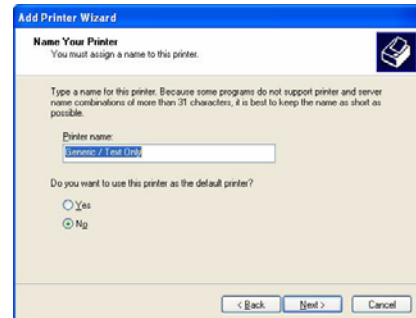 Add Printer Wizard
Name Your Printer
You must assign a name to this printer.
Type a name for this printer. Because some programs do not support printer and server
name combinations of more than 31 characters, it is best to keep the name as short as
possible.
Printer name:
Generic / Text Only
Do you want to use this printer as the default printer?
Yes
No
< Back Next > Cancel